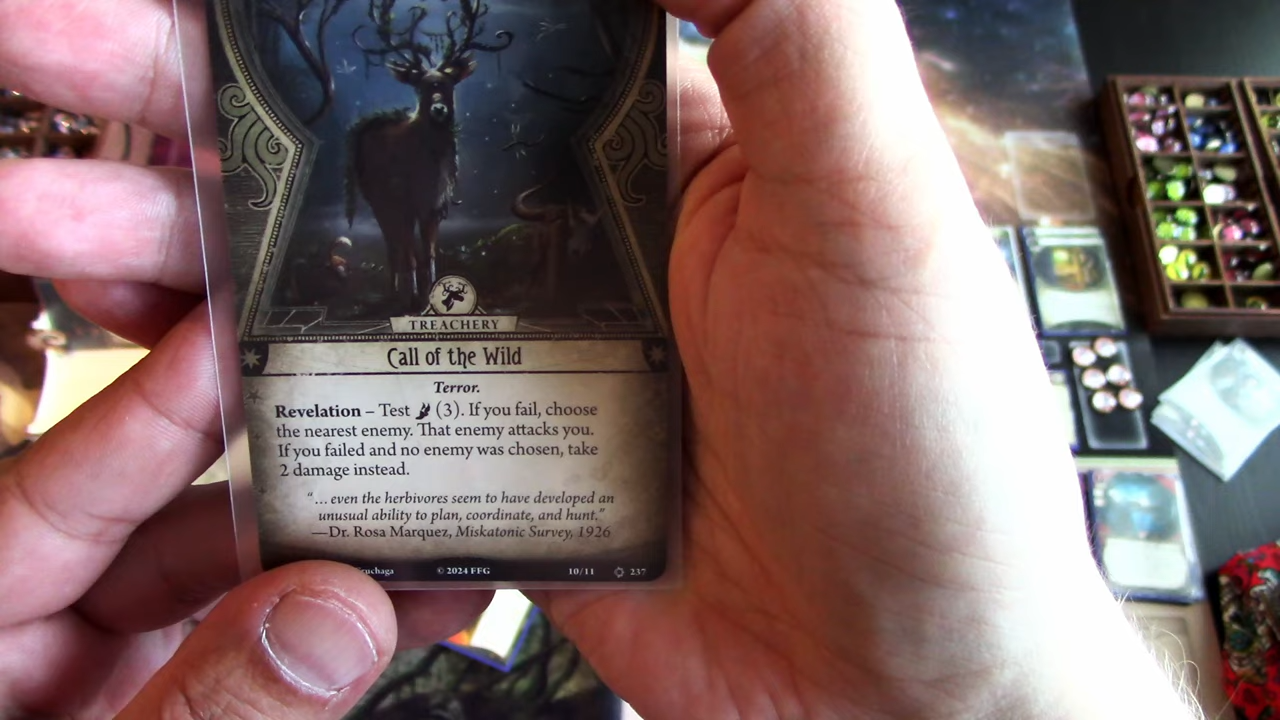 TREACHERY
Call of the Wild
Terror.
Revelation – Test (3). If you fail, choose
the nearest enemy. That enemy attacks you.
If you failed and no enemy was chosen, take
2 damage instead.
“…even the herbivores seem to have developed an
unusual ability to plan, coordinate, and hunt.”
—Dr. Rosa Marquez, Miskatonic Survey, 1926
© 2024 FFG 10/11 237